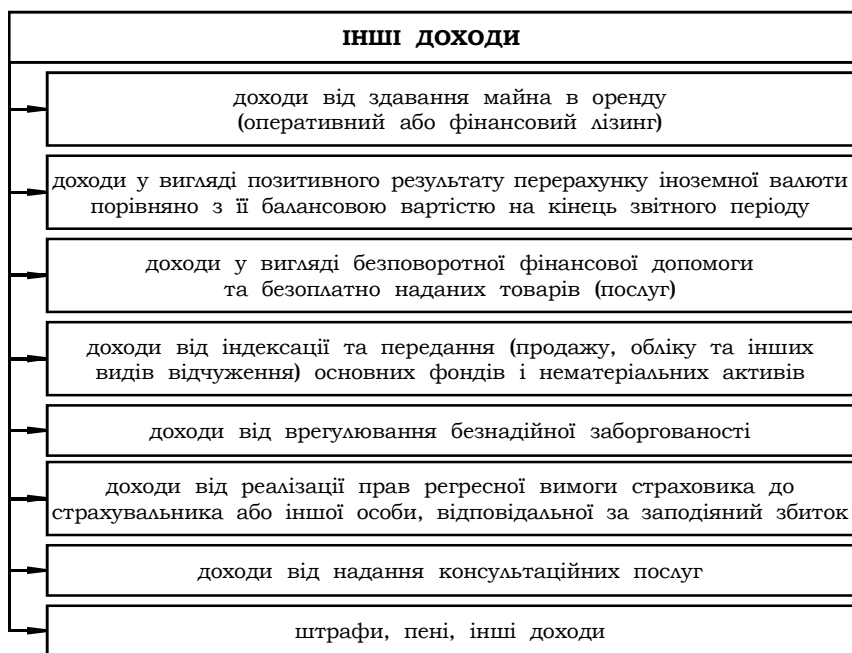 ІНШІ ДОХОДИ
доходи від здавання майна в оренду
(оперативний або фінансовий лізинг)
доходи у вигляді позитивного результату перерахунку іноземної валюти
порівняно з її балансовою вартістю на кінець звітного періоду
доходи у вигляді безповоротної фінансової допомоги
та безоплатно наданих товарів (послуг)
доходи від індексації та передання (продажу, обліку та інших
видів відчуження) основних фондів і нематеріальних активів
доходи від врегулювання безнадійної заборгованості
доходи від реалізації прав регресної вимоги страховика до
страхувальника або іншої особи, відповідальної за заподіяний збиток
доходи від надання консультаційних послуг
штрафи, пені, інші доходи